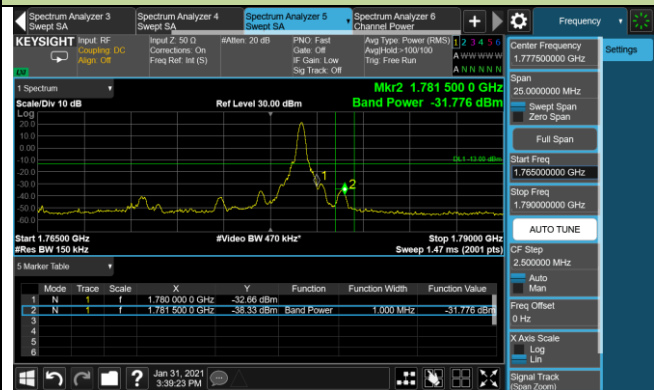 Spectrum Analyzer 3
Swept SA
Spectrum Analyzer 4
Swept SA
Spectrum Analyzer 5
Swept SA
Spectrum Analyzer 6
Channel Power
Frequency
KEYSIGHT
Input: RF
Coupling: DC
Align: Off
Input Z: 50 Ω
Corrections: On
Freq Ref: Int (S)
#Atten: 20 dB
PNO: Fast
Gate: Off
IF Gain: Low
Sig Track: Off
Avg Type: Power (RMS)
Avg|Hold >100/100
Trig: Free Run
1 2 3 4 5 6
A W W W W W
A N N N N N
1 Spectrum
Scale/Div 10 dB
Ref Level 30.00 dBm
Mkr2 1.781 500 0 GHz
Band Power -31.776 dBm
Log
20.0
10.0
0.00
-10.0
-20.0
-30.0
-40.0
-50.0
-60.0
DL1 -13.00 dBm
1
2
Start 1.76500 GHz
#Video BW 470 kHz*
Stop 1.79000 GHz
#Res BW 150 kHz
Sweep 1.47 ms (2001 pts)
5 Marker Table
Mode Trace Scale X Y Function Function Width Function Value
1 N 1 f 1.780 000 0 GHz -32.66 dBm
2 N 1 f 1.781 500 0 GHz -38.33 dBm Band Power 1.000 MHz -31.776 dBm
3
4
5
6
Jan 31, 2021
3:39:23 PM
Center Frequency
1.777500000 GHz
Settings
Span
25.0000000 MHz
Swept Span
Zero Span
Full Span
Start Freq
1.765000000 GHz
Stop Freq
1.790000000 GHz
AUTO TUNE
CF Step
2.500000 MHz
Auto
Man
Freq Offset
0 Hz
X Axis Scale
Log
Lin
Signal Track
(Span Zoom)